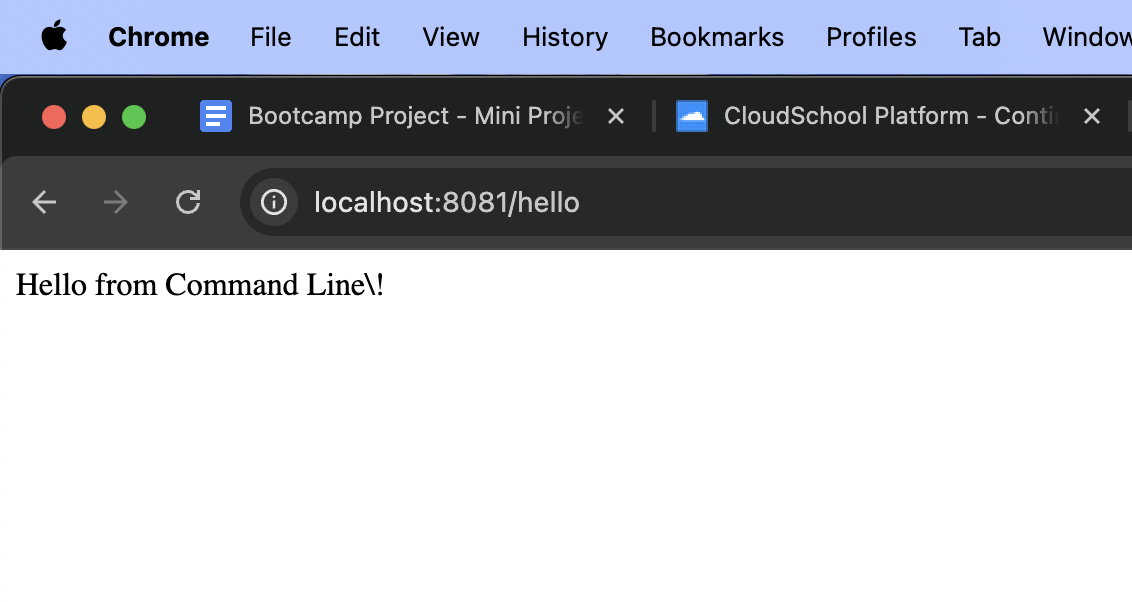 Chrome File Edit View History Bookmarks Profiles Tab Window
Bootcamp Project - Mini Proje CloudSchool Platform - Conti
localhost:8081/hello
Hello from Command Line\!